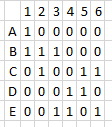 1 2 3 4 5 6
A 1 0 0 0 0 0
B 1 1 1 0 0 0
C 0 1 0 0 1 1
D 0 0 0 1 1 0
E 0 0 1 1 0 1